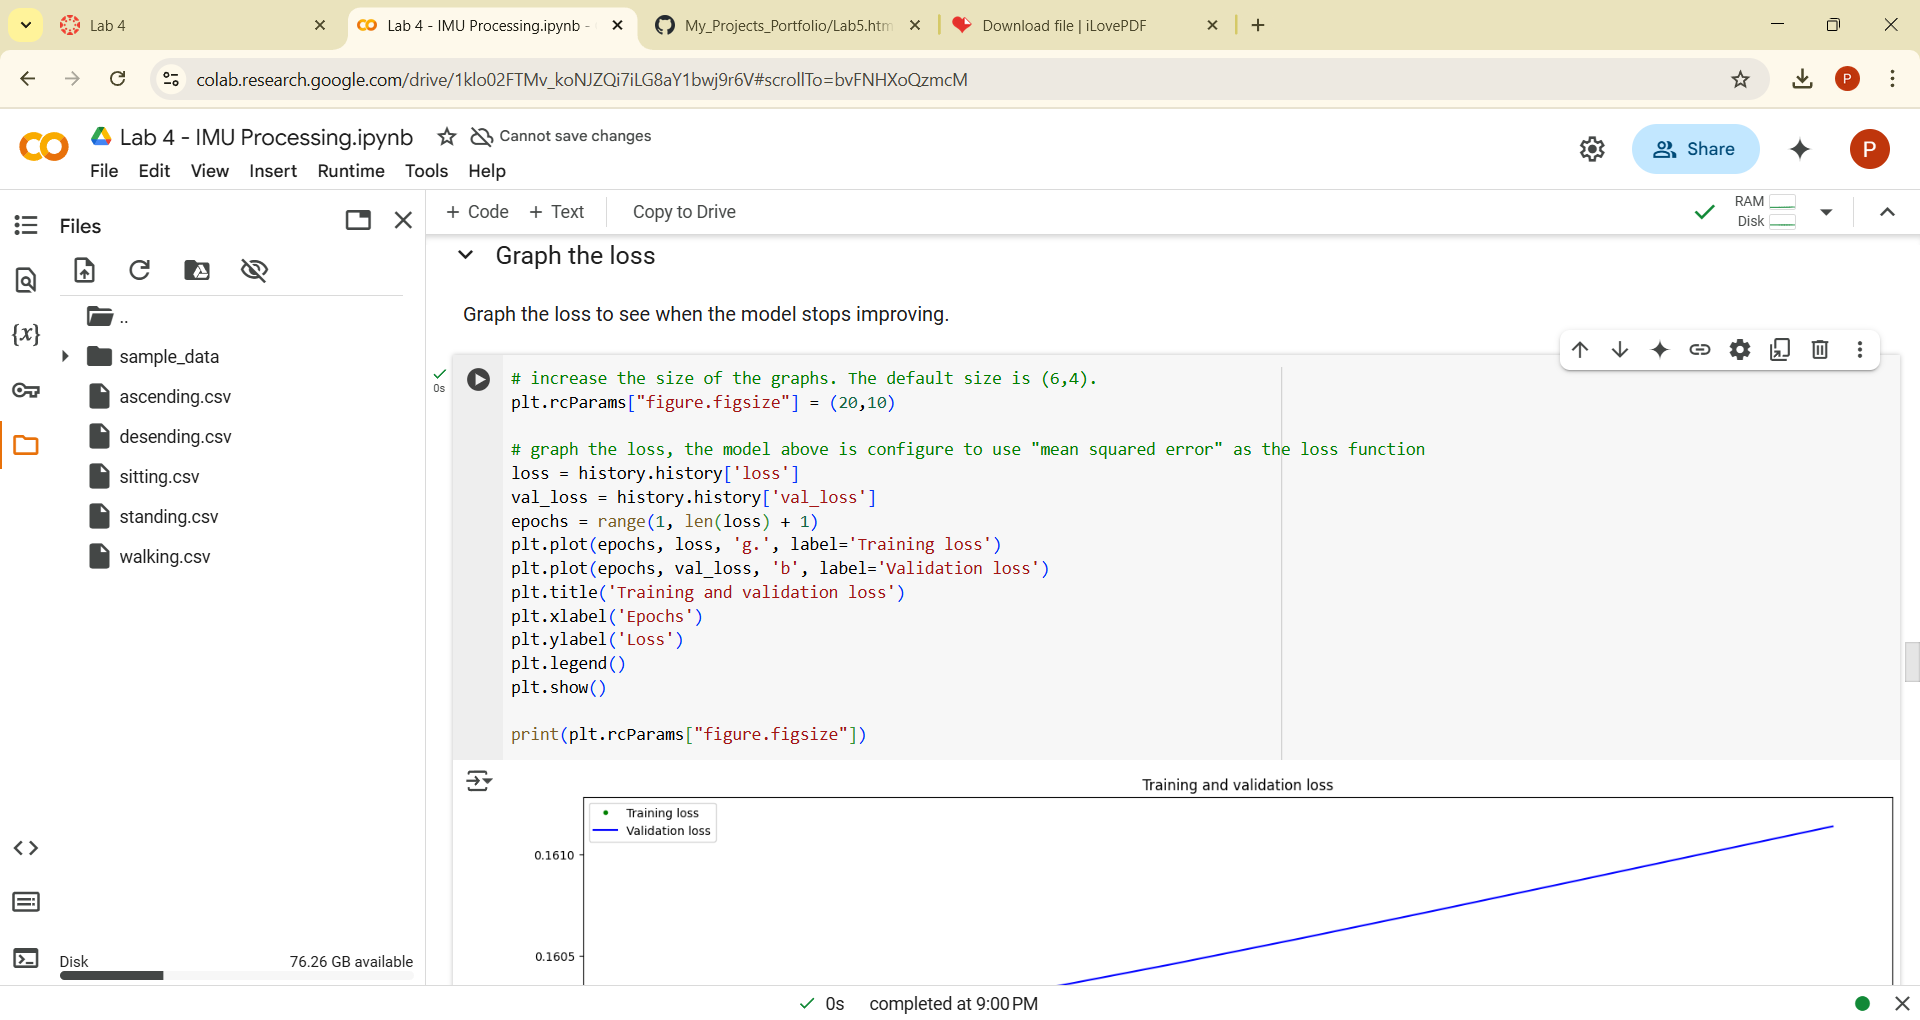 Lab 4
Lab 4 - IMU Processing.ipynb -
My_Projects_Portfolio/Lab5.htm
Download file | iLovePDF
colab.research.google.com/drive/1klo02FTMv_koNJZQi7iLG8aY1bwj9r6V#scrollTo=bvFNHXoQzmcM
P
Lab 4 - IMU Processing.ipynb
Cannot save changes
File Edit View Insert Runtime Tools Help
Share
P
Files
+ Code + Text
Copy to Drive
RAM
Disk
..
sample_data
ascending.csv
desending.csv
sitting.csv
standing.csv
walking.csv
{x}
Disk
76.26 GB available
Graph the loss
Graph the loss to see when the model stops improving.
0s
# increase the size of the graphs. The default size is (6,4).
plt.rcParams["figure.figsize"] = (20,10)
# graph the loss, the model above is configure to use "mean squared error" as the loss function
loss = history.history['loss']
val_loss = history.history['val_loss']
epochs = range(1, len(loss) + 1)
plt.plot(epochs, loss, 'g.', label='Training loss')
plt.plot(epochs, val_loss, 'b', label='Validation loss')
plt.title('Training and validation loss')
plt.xlabel('Epochs')
plt.ylabel('Loss')
plt.legend()
plt.show()
print(plt.rcParams["figure.figsize"])
Training and validation loss
Training loss
Validation loss
0.1610
0.1605
0s completed at 9:00 PM